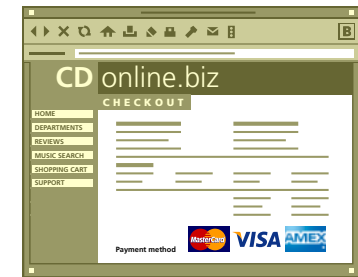 B
CD online.biz
CHECKOUT
HOME
DEPARTMENTS
REVIEWS
MUSIC SEARCH
SHOPPING CART
SUPPORT
Payment method
MasterCard
VISA
AMEX